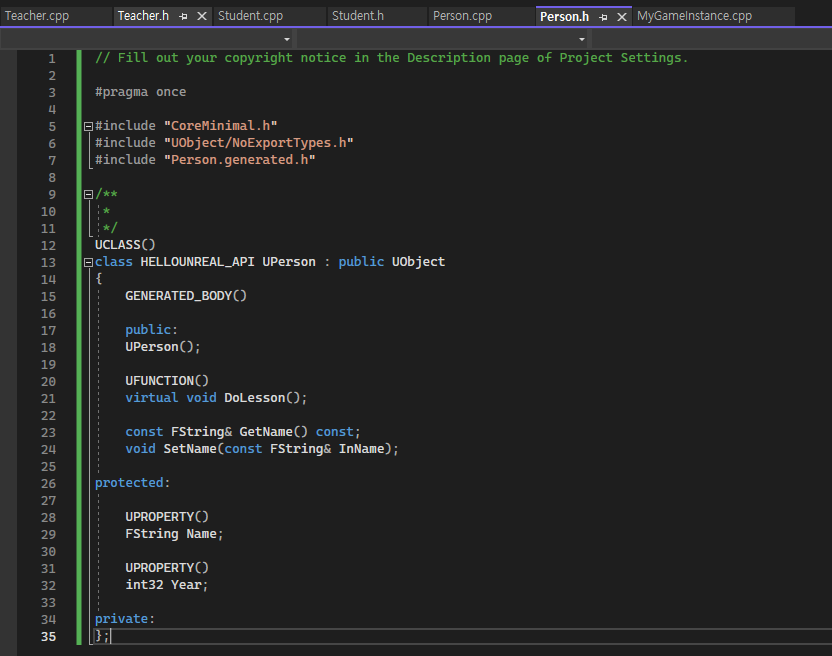 Teacher.cpp Teacher.h Student.cpp Student.h Person.cpp Person.h MyGameInstance.cpp
1 // Fill out your copyright notice in the Description page of Project Settings.
2
3 #pragma once
4
5 #include "CoreMinimal.h"
6 #include "UObject/NoExportTypes.h"
7 #include "Person.generated.h"
8
9 /**
10 *
11 */
12 UCLASS()
13 class HELLOUNREAL_API UPerson : public UObject
14 {
15 GENERATED_BODY()
16
17 public:
18 UPerson();
19
20 UFUNCTION()
21 virtual void DoLesson();
22
23 const FString& GetName() const;
24 void SetName(const FString& InName);
25
26 protected:
27
28 UPROPERTY()
29 FString Name;
30
31 UPROPERTY()
32 int32 Year;
33
34 private:
35 };